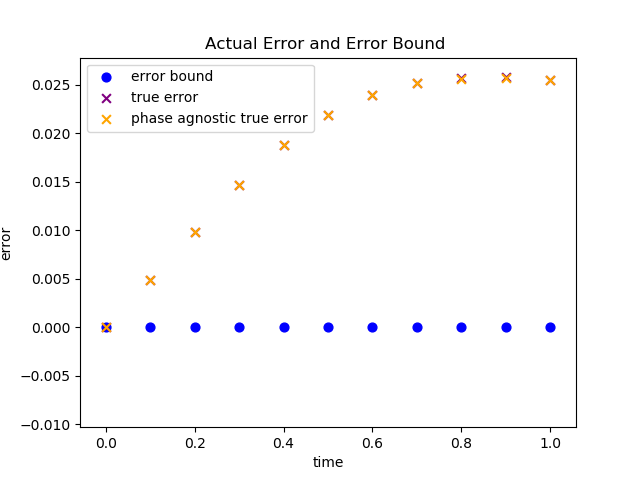 Actual Error and Error Bound
error bound
true error
phase agnostic true error
0.025
0.020
0.015
0.010
0.005
0.000
−0.005
−0.010
error
0.0 0.2 0.4 0.6 0.8 1.0
time